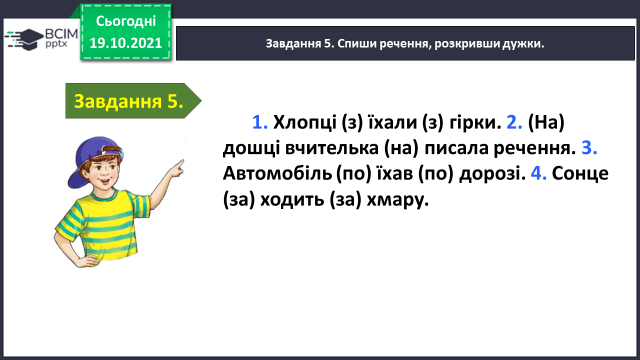 Сьогодні
19.10.2021
ВСІМ
pptx
Завдання 5. Спиши речення, розкривши дужки.
Завдання 5.
1. Хлопці (з) їхали (з) гірки. 2. (На)
дошці вчителька (на) писала речення. 3.
Автомобіль (по) їхав (по) дорозі. 4. Сонце
(за) ходить (за) хмару.